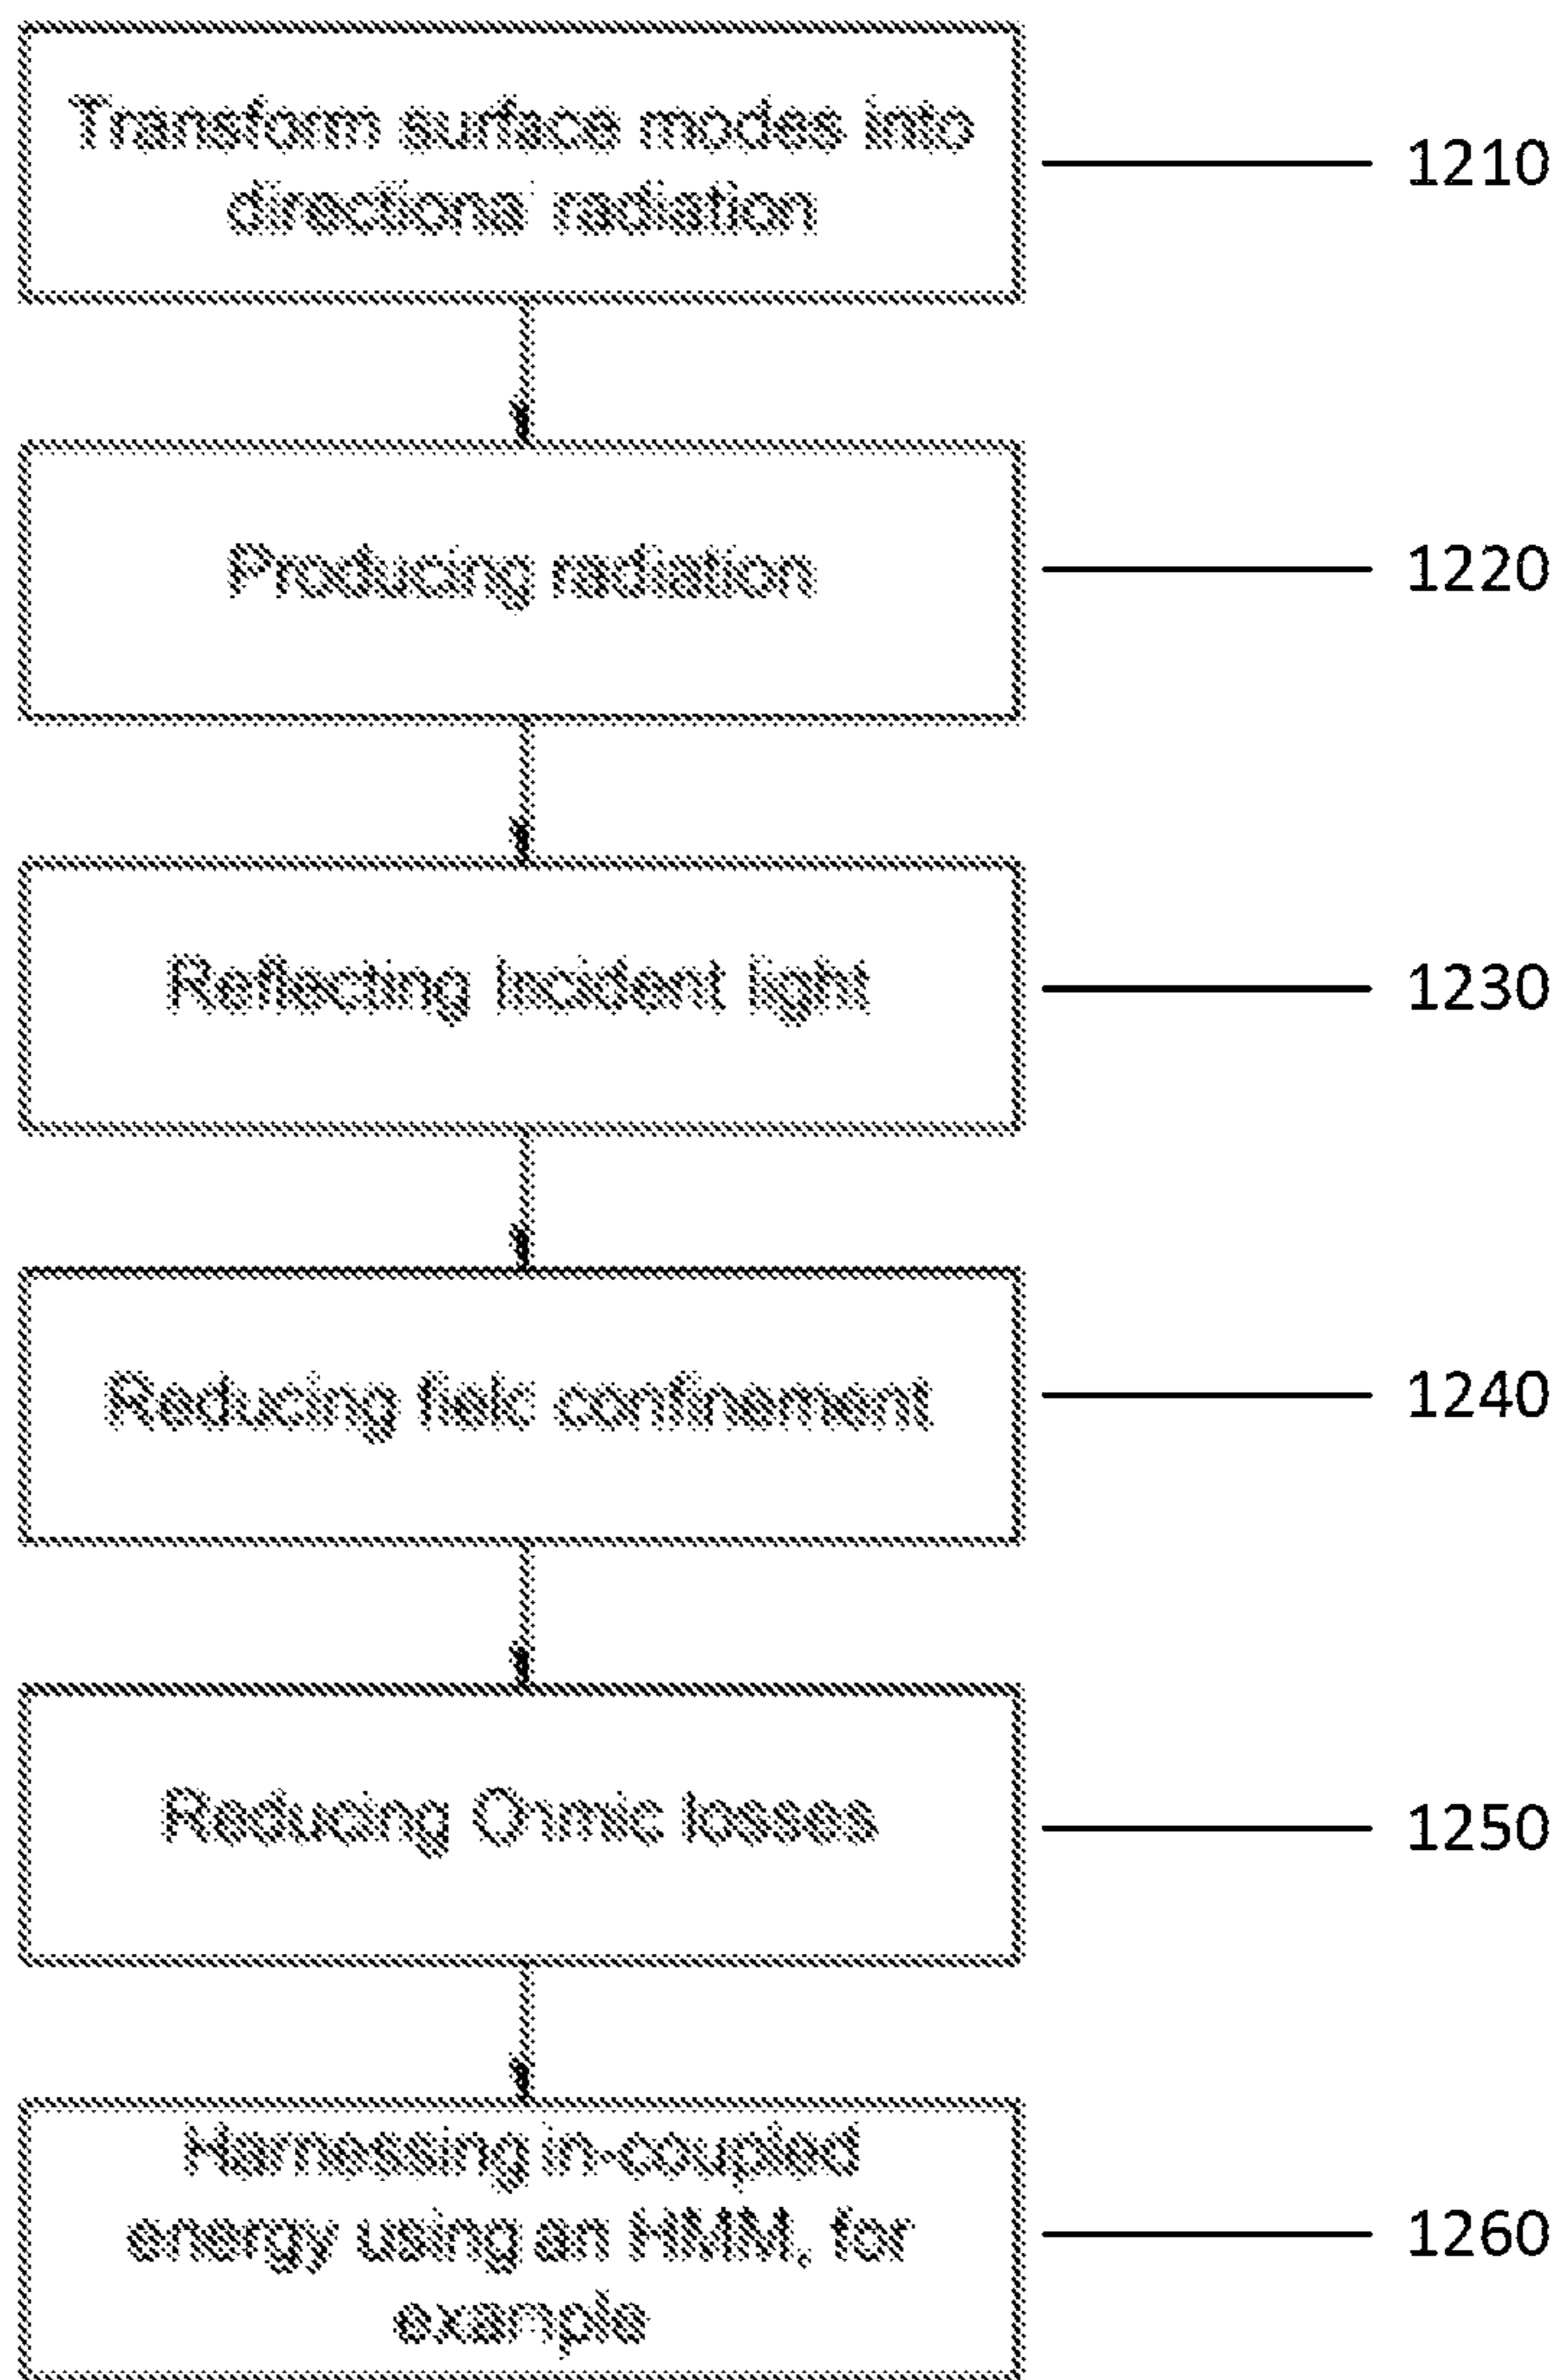 Transform surface modes into
directional radiation
1210
Producing radiation
1220
Reflecting incident light
1230
Reducing field confinement
1240
Reducing Ohmic losses
1250
Harnessing in-coupled
energy using an HMM, for
example
1260